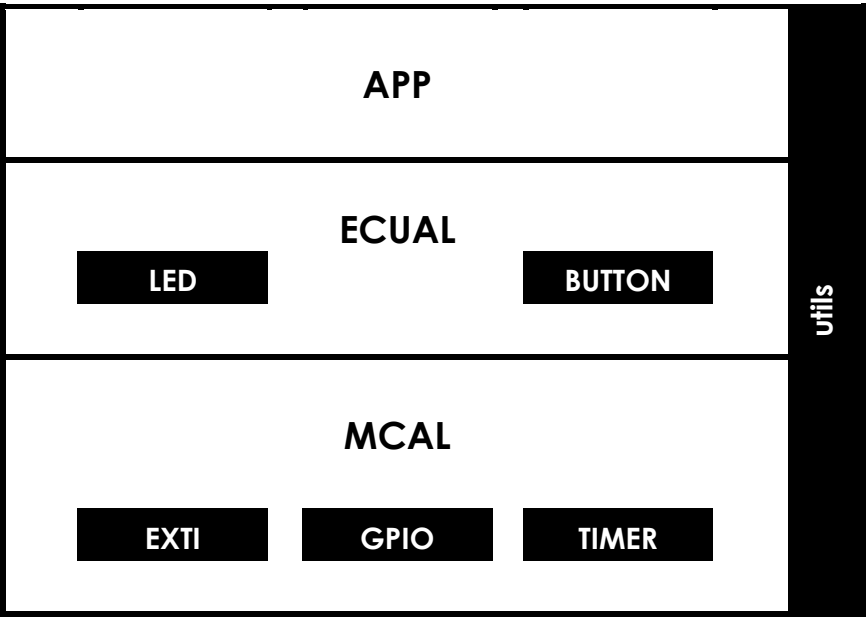 APP
ECUAL
LED
BUTTON
utils
MCAL
EXTI
GPIO
TIMER